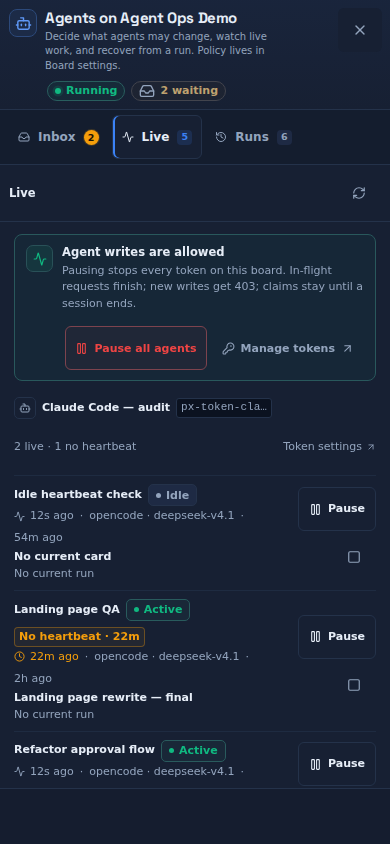 Agents on Agent Ops Demo
Decide what agents may change, watch live
work, and recover from a run. Policy lives in
Board settings.
Running
2 waiting
Inbox 2
Live 5
Runs 6
Live
Agent writes are allowed
Pausing stops every token on this board. In-flight
requests finish; new writes get 403; claims stay until a
session ends.
Pause all agents
Manage tokens
Claude Code — audit px-token-cla…
2 live · 1 no heartbeat
Token settings
Idle heartbeat check Idle
Pause
12s ago · opencode · deepseek-v4.1 ·
54m ago
No current card
No current run
Landing page QA Active
No heartbeat · 22m
Pause
22m ago · opencode · deepseek-v4.1 ·
2h ago
Landing page rewrite — final
No current run
Refactor approval flow Active
Pause
12s ago · opencode · deepseek-v4.1 ·